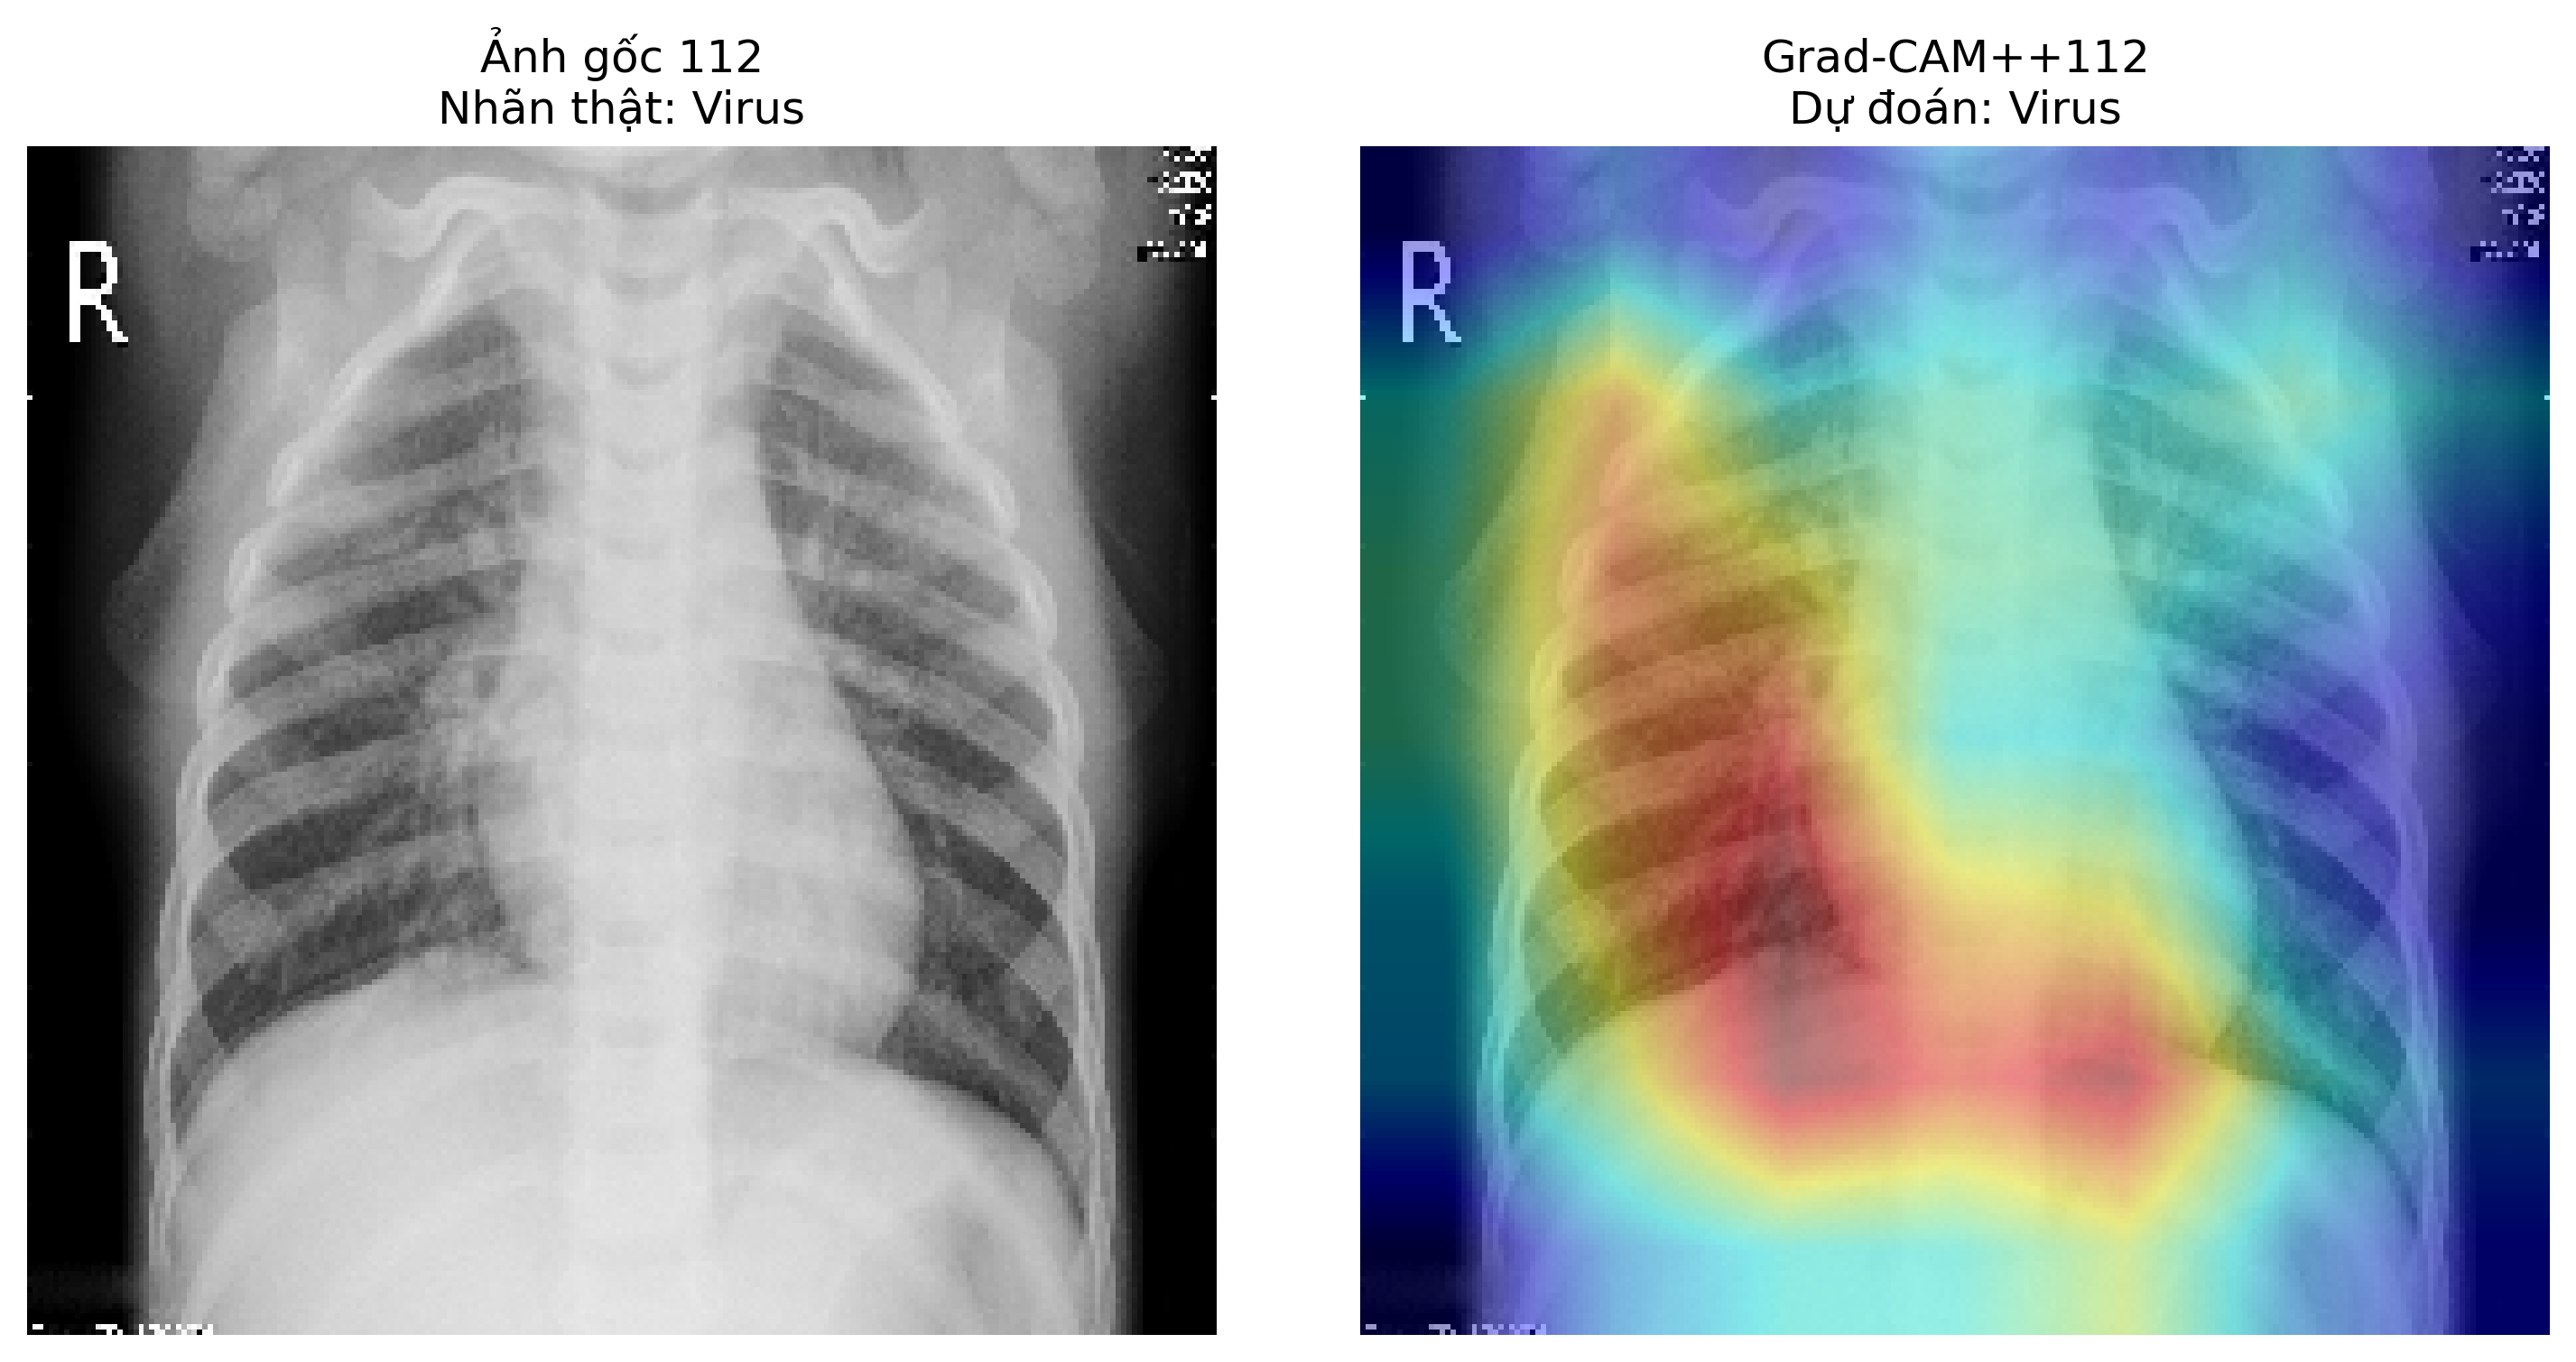 Ảnh gốc 112
Nhãn thật: Virus
Grad-CAM++112
Dự đoán: Virus
R
R